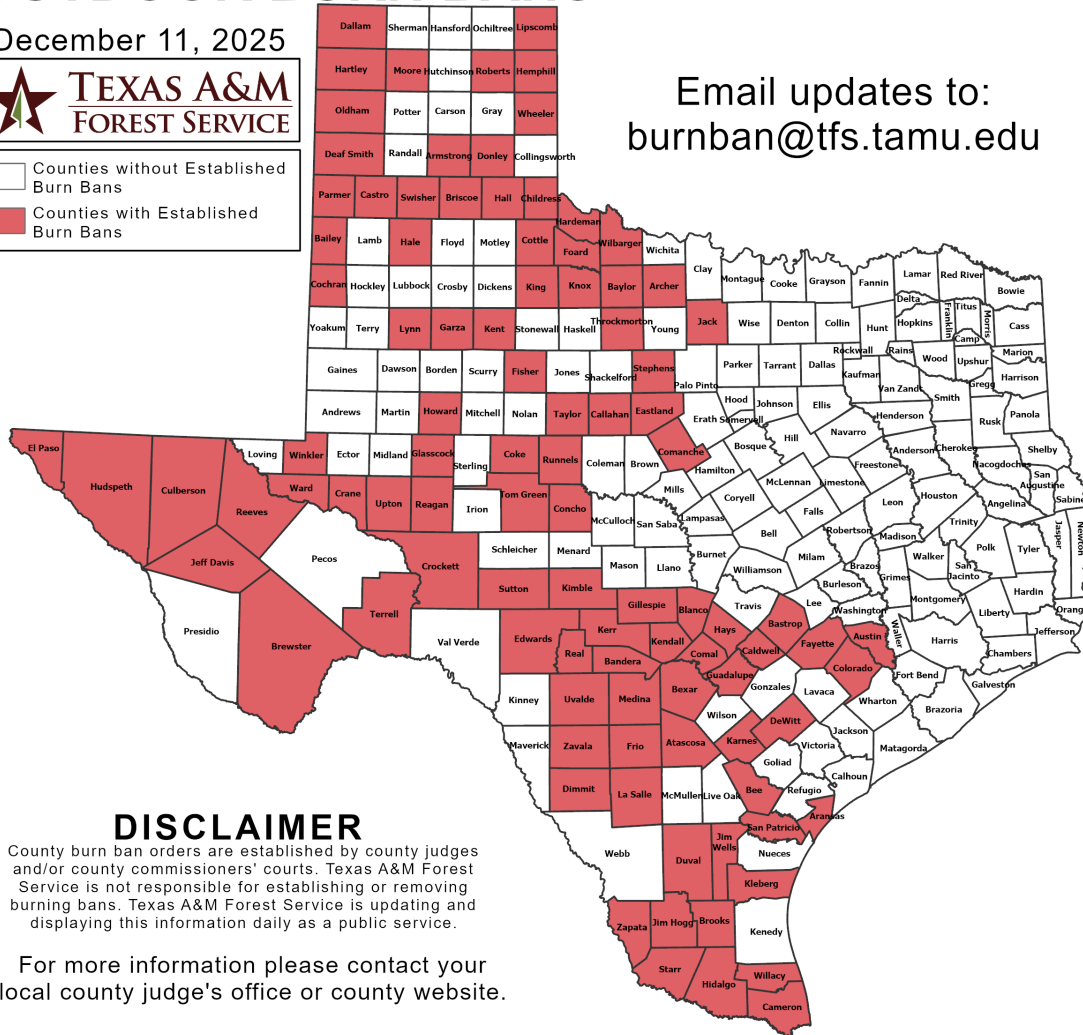 December 11, 2025
TEXAS A&M
FOREST SERVICE
Counties without Established
Burn Bans
Counties with Established
Burn Bans
Email updates to:
burnban@tfs.tamu.edu
Dallam Sherman Hansford Ochiltree Lipscomb
Hartley Moore Hutchinson Roberts Hemphill
Oldham Potter Carson Gray Wheeler
Deaf Smith Randall Armstrong Donley Collingsworth
Parmer Castro Swisher Briscoe Hall Childress
Hardeman
Bailey Lamb Hale Floyd Motley Cottle Foard Wilbarger Wichita
Clay Montague Cooke Grayson Fannin Lamar Red River Bowie
Cochran Hockley Lubbock Crosby Dickens King Knox Baylor Archer
Delta Franklin Titus Morris Cass
Yoakum Terry Lynn Garza Kent Stonewall Haskell Throckmorton Young Jack Wise Denton Collin Hunt Hopkins
Camp
Rockwall Rains Wood Upshur Marion
Gaines Dawson Borden Scurry Fisher Jones Shackelford Stephens Palo Pinto Parker Tarrant Dallas Kaufman Van Zandt Gregg Harrison
Smith
Andrews Martin Howard Mitchell Nolan Taylor Callahan Eastland Erath Hood Somervell Johnson Ellis Henderson Rusk Panola
El Paso Hudspeth Culberson Reeves Loving Winkler Ector Midland Glasscock Sterling Coke Runnels Coleman Brown Comanche Hamilton Bosque Hill Navarro Anderson Cherokee Shelby
Freestone Nacogdoches San
Augustine Sabine
Ward Crane Upton Reagan Irion Tom Green Concho McCulloch San Saba Mills Lampasas Coryell McLennan Limestone Leon Houston Angelina
Falls Robertson Madison Trinity Jasper Newton
Jeff Davis Pecos Crockett Schleicher Menard Mason Llano Burnet Bell Milam Brazos Walker Polk Tyler
Williamson Burleson Grimes San
Jacinto
Terrell Sutton Kimble Gillespie Blanco Travis Lee Washington Montgomery Liberty Hardin Orange
Presidio Brewster Val Verde Edwards Kerr Real Kendall Bandera Hays Comal Caldwell Bastrop Fayette Austin Waller Harris Jefferson
Chambers
Kinney Uvalde Medina Bexar Guadalupe Gonzales Lavaca Colorado Fort Bend Galveston
Wilson Wharton Brazoria
Maverick Zavala Frio Atascosa Karnes DeWitt Victoria Jackson Matagorda
Goliad Calhoun
Dimmit La Salle McMullen Live Oak Bee Refugio
Aransas
San Patricio
Webb Duval Jim
Wells Nueces
Kleberg
Zapata Jim Hogg Brooks Kenedy
Starr Hidalgo Willacy
Cameron
DISCLAIMER
County burn ban orders are established by county judges
and/or county commissioners' courts. Texas A&M Forest
Service is not responsible for establishing or removing
burning bans. Texas A&M Forest Service is updating and
displaying this information daily as a public service.
For more information please contact your
local county judge's office or county website.